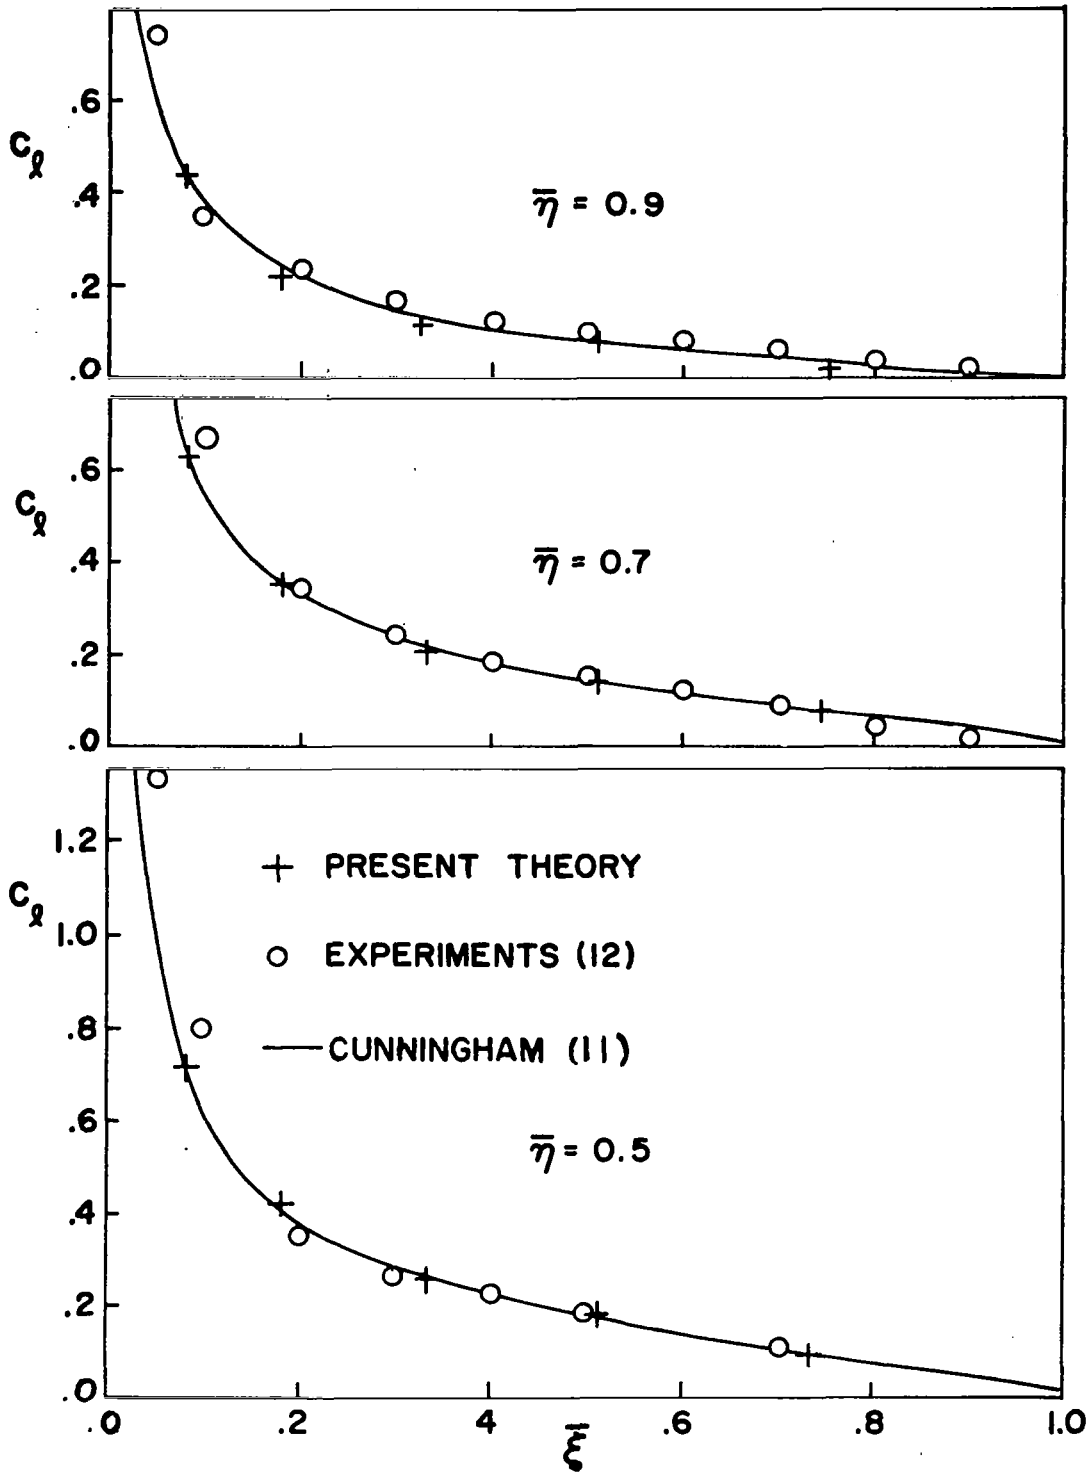 .6
Cℓ
.4
η̄ = 0.9
.2
.0
.6
Cℓ
.4
η̄ = 0.7
.2
.0
1.2
+ PRESENT THEORY
Cℓ
1.0
○ EXPERIMENTS (12)
.8
— CUNNINGHAM (11)
.6
η̄ = 0.5
.4
.2
.0
.0 .2 .4 .6 .8 1.0
ξ̄